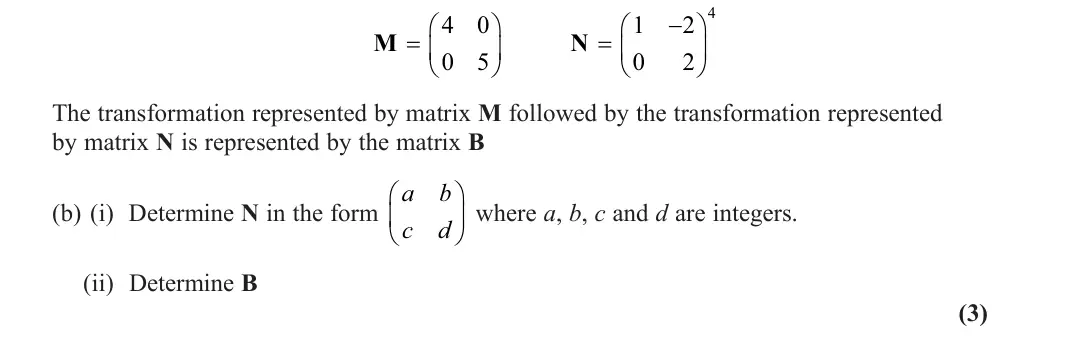 M = (4 0
0 5) N = (1 −2
0 2)⁴
The transformation represented by matrix M followed by the transformation represented
by matrix N is represented by the matrix B
(b) (i) Determine N in the form (a b
c d) where a, b, c and d are integers.
(ii) Determine B
(3)